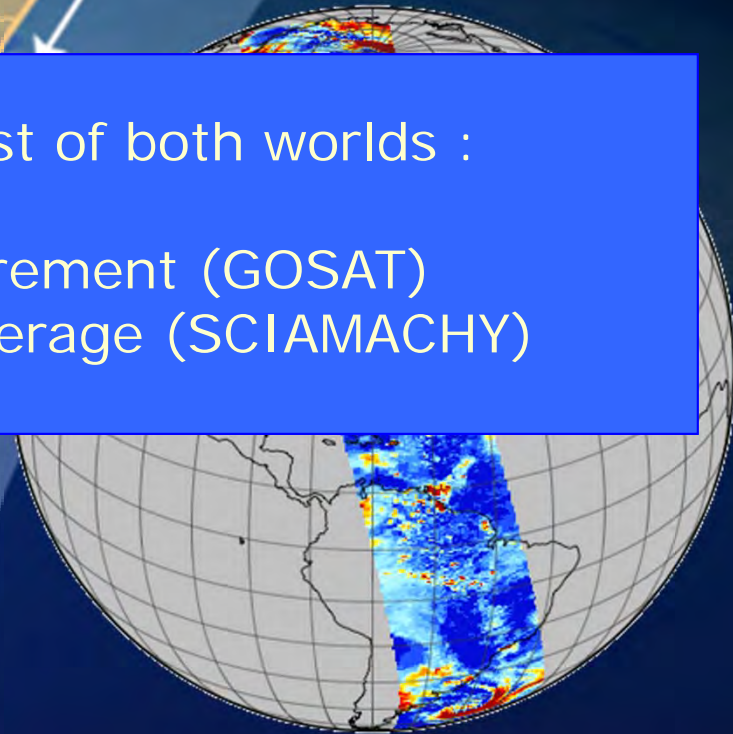 st of both worlds :
rement (GOSAT)
erage (SCIAMACHY)